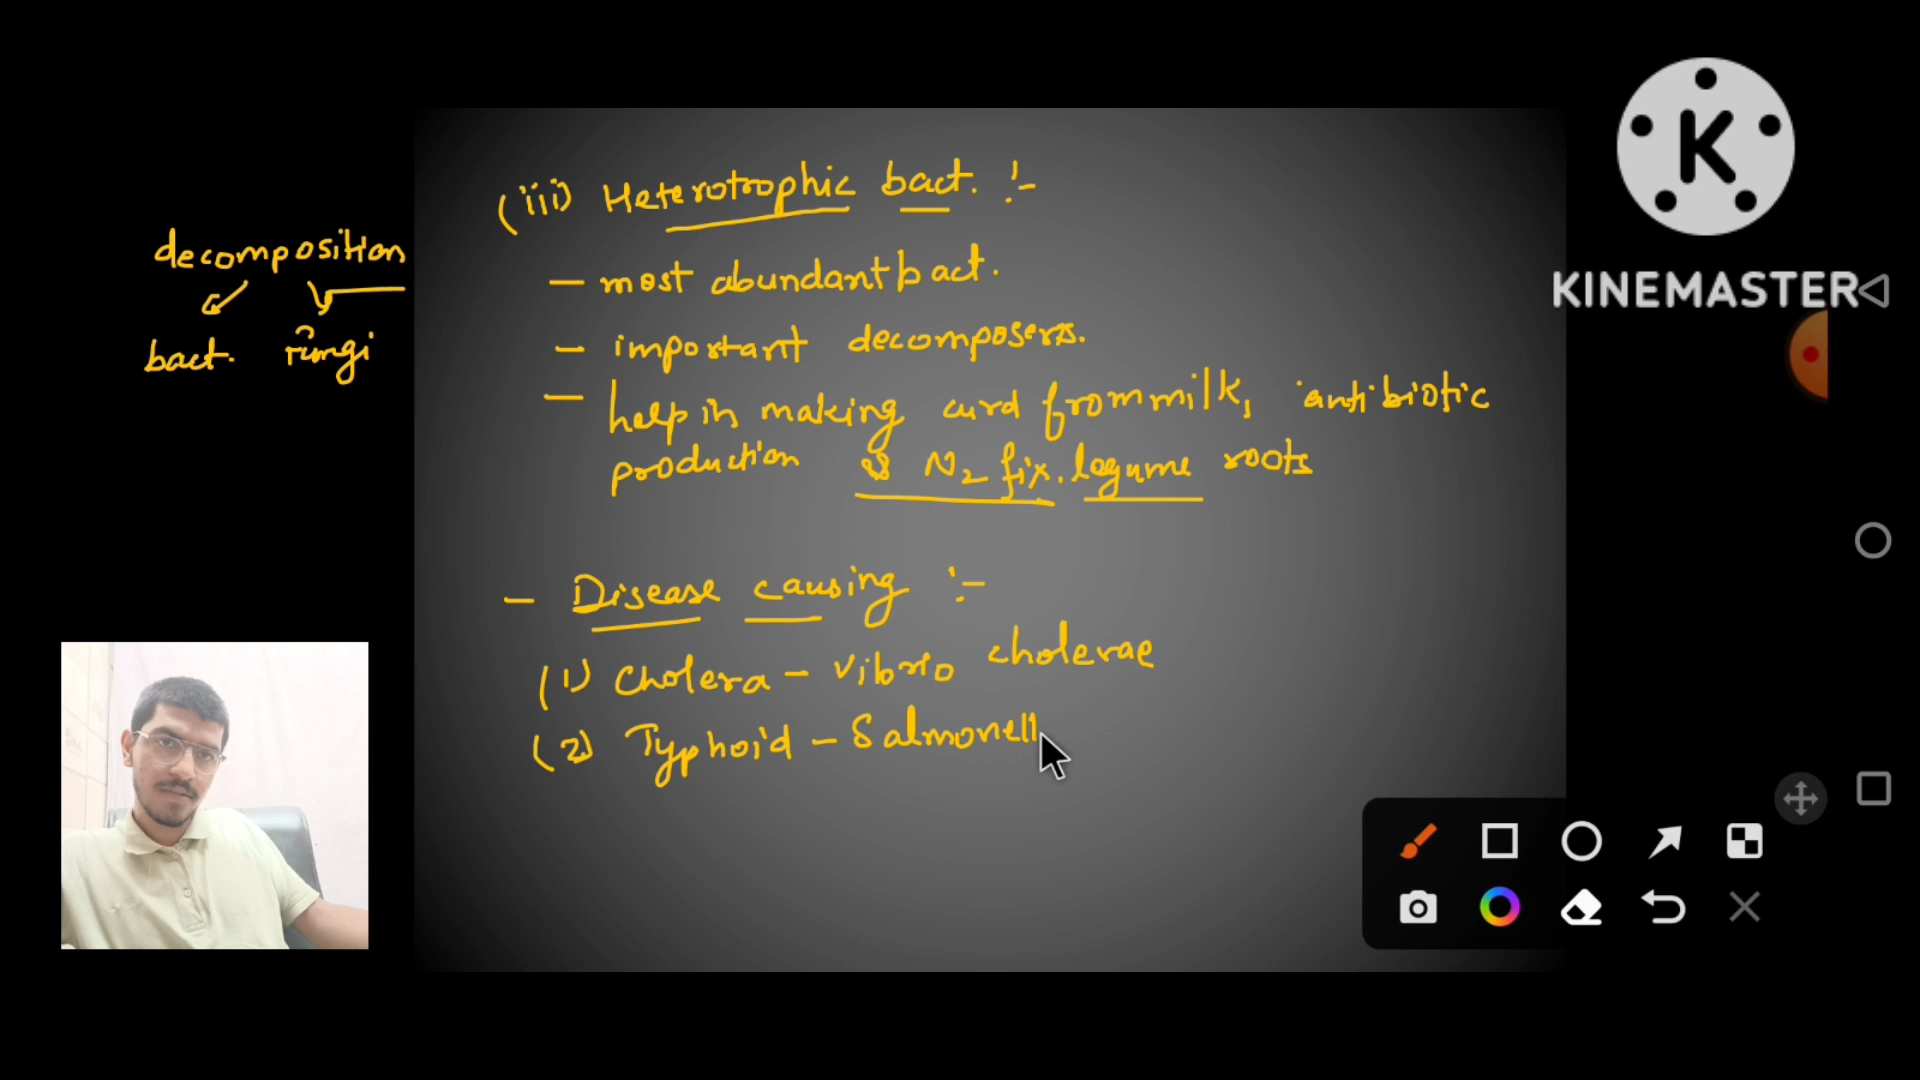 (iii) Heterotrophic bact. :-
- most abundant bact.
- important decomposers.
- help in making curd from milk, antibiotic
production & N2 fix. legume roots
- Disease causing :-
(1) Cholera - Vibrio cholerae
(2) Typhoid - Salmonell
decomposition
bact. fungi
K
KINEMASTER